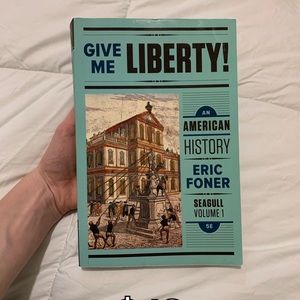 GIVE
ME
LIBERTY!
AN
AMERICAN
HISTORY
ERIC
FONER
SEAGULL
VOLUME 1
5E